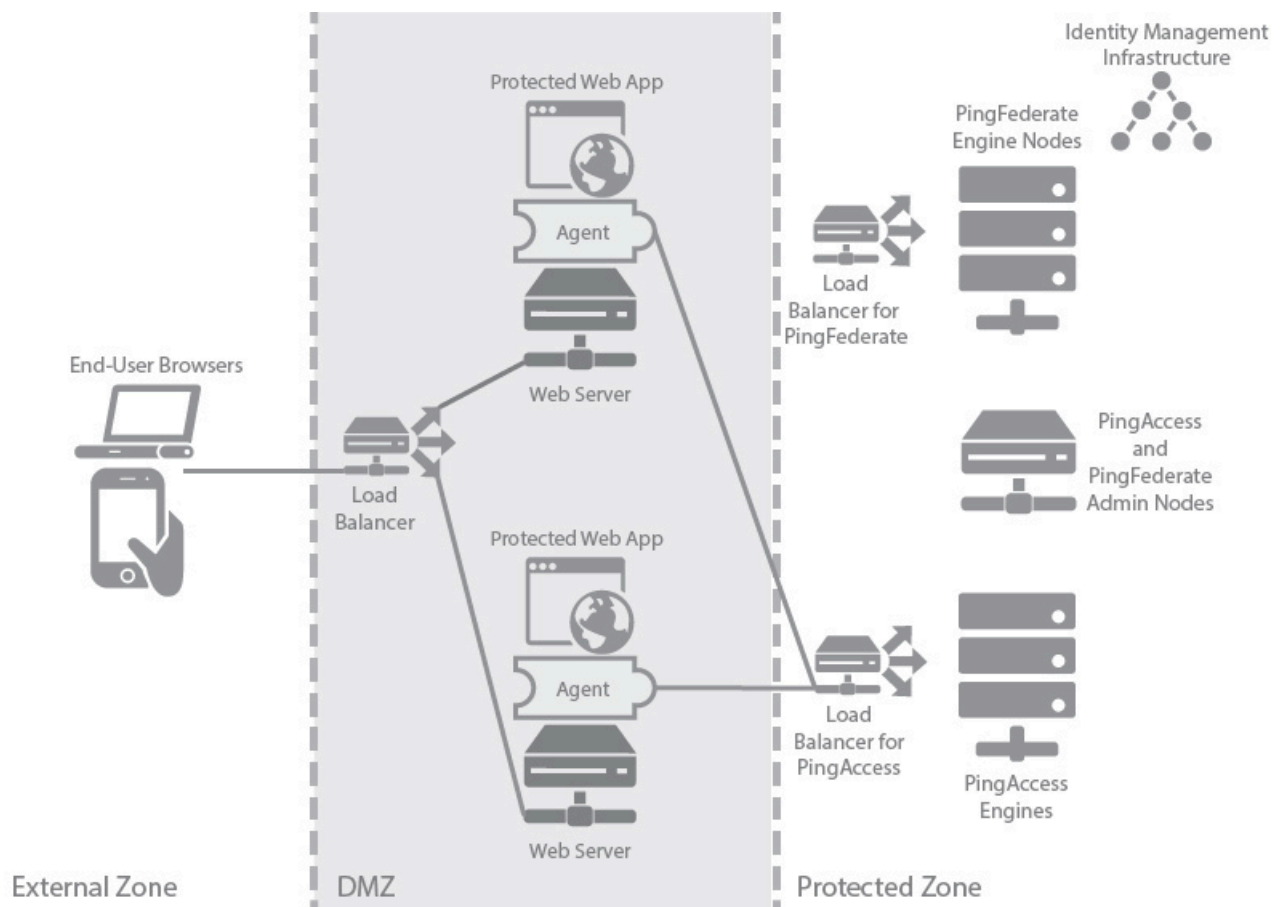 Identity Management
Infrastructure
Protected Web App
PingFederate
Engine Nodes
Agent
Load
Balancer for
PingFederate
End-User Browsers
Web Server
PingAccess
and
PingFederate
Admin Nodes
Load
Balancer
Protected Web App
Agent
Load
Balancer for
PingAccess
PingAccess
Engines
Web Server
External Zone
DMZ
Protected Zone